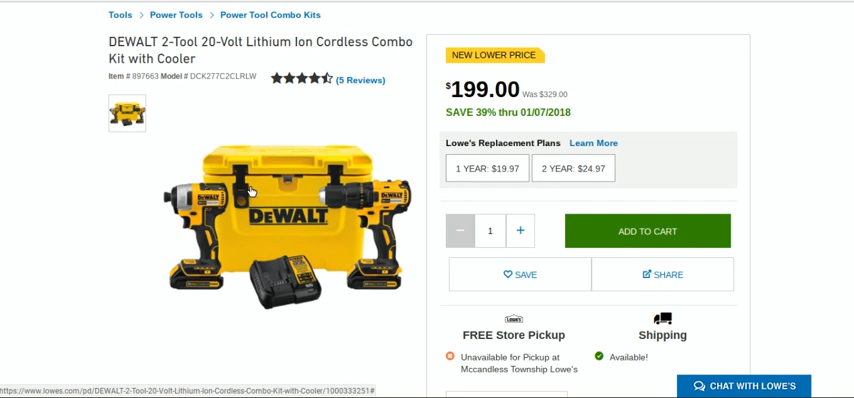 Tools > Power Tools > Power Tool Combo Kits
DEWALT 2-Tool 20-Volt Lithium Ion Cordless Combo
Kit with Cooler
Item # 897663 Model # DCK277C2CLRLW
(5 Reviews)
DEWALT
NEW LOWER PRICE
$199.00 Was $329.00
SAVE 39% thru 01/07/2018
Lowe's Replacement Plans Learn More
1 YEAR: $19.97 2 YEAR: $24.97
− 1 + ADD TO CART
SAVE SHARE
LOWE'S
FREE Store Pickup Shipping
Unavailable for Pickup at Available!
Mccandless Township Lowe's
CHAT WITH LOWE'S
https://www.lowes.com/pd/DEWALT-2-Tool-20-Volt-Lithium-Ion-Cordless-Combo-Kit-with-Cooler/1000333251#